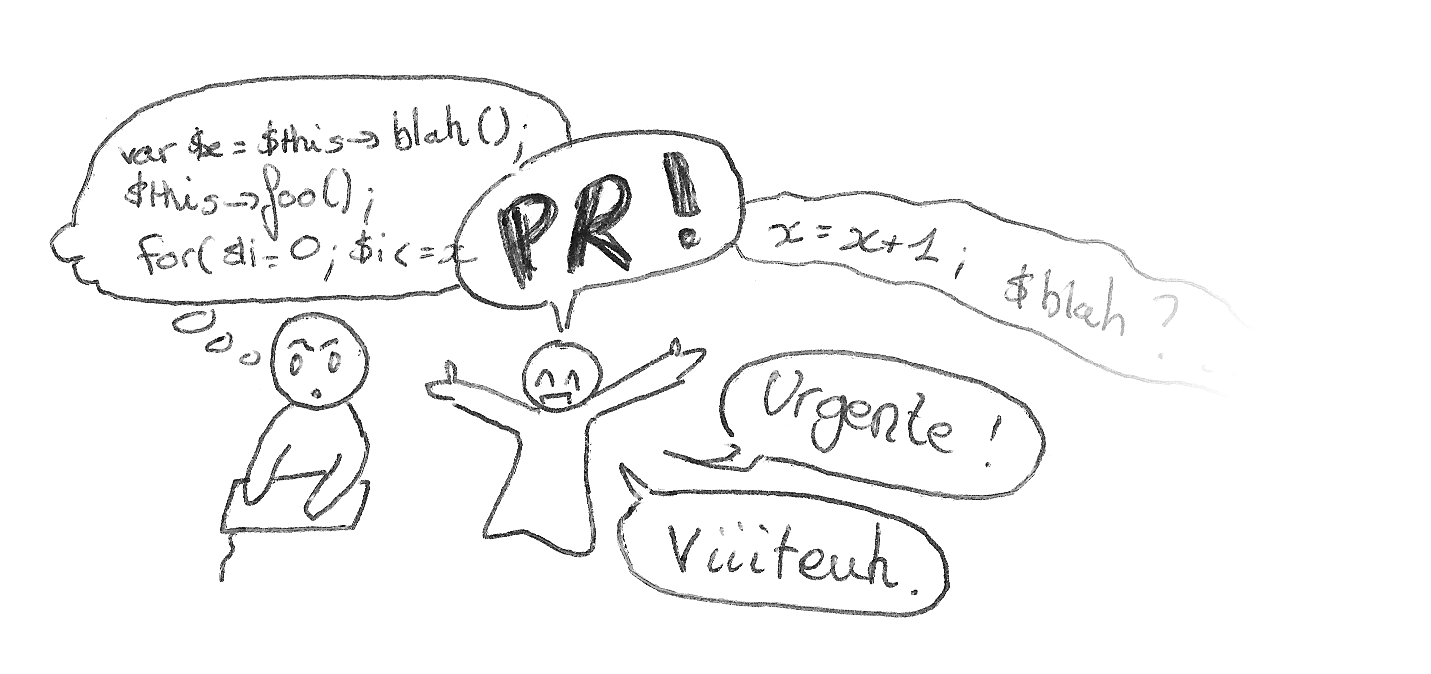 var $x = $this→ blah();
$this→foo();
for($i=0; $i<=x
PR!
x=x+1;
$blah?
Urgente!
Viiiteuh.